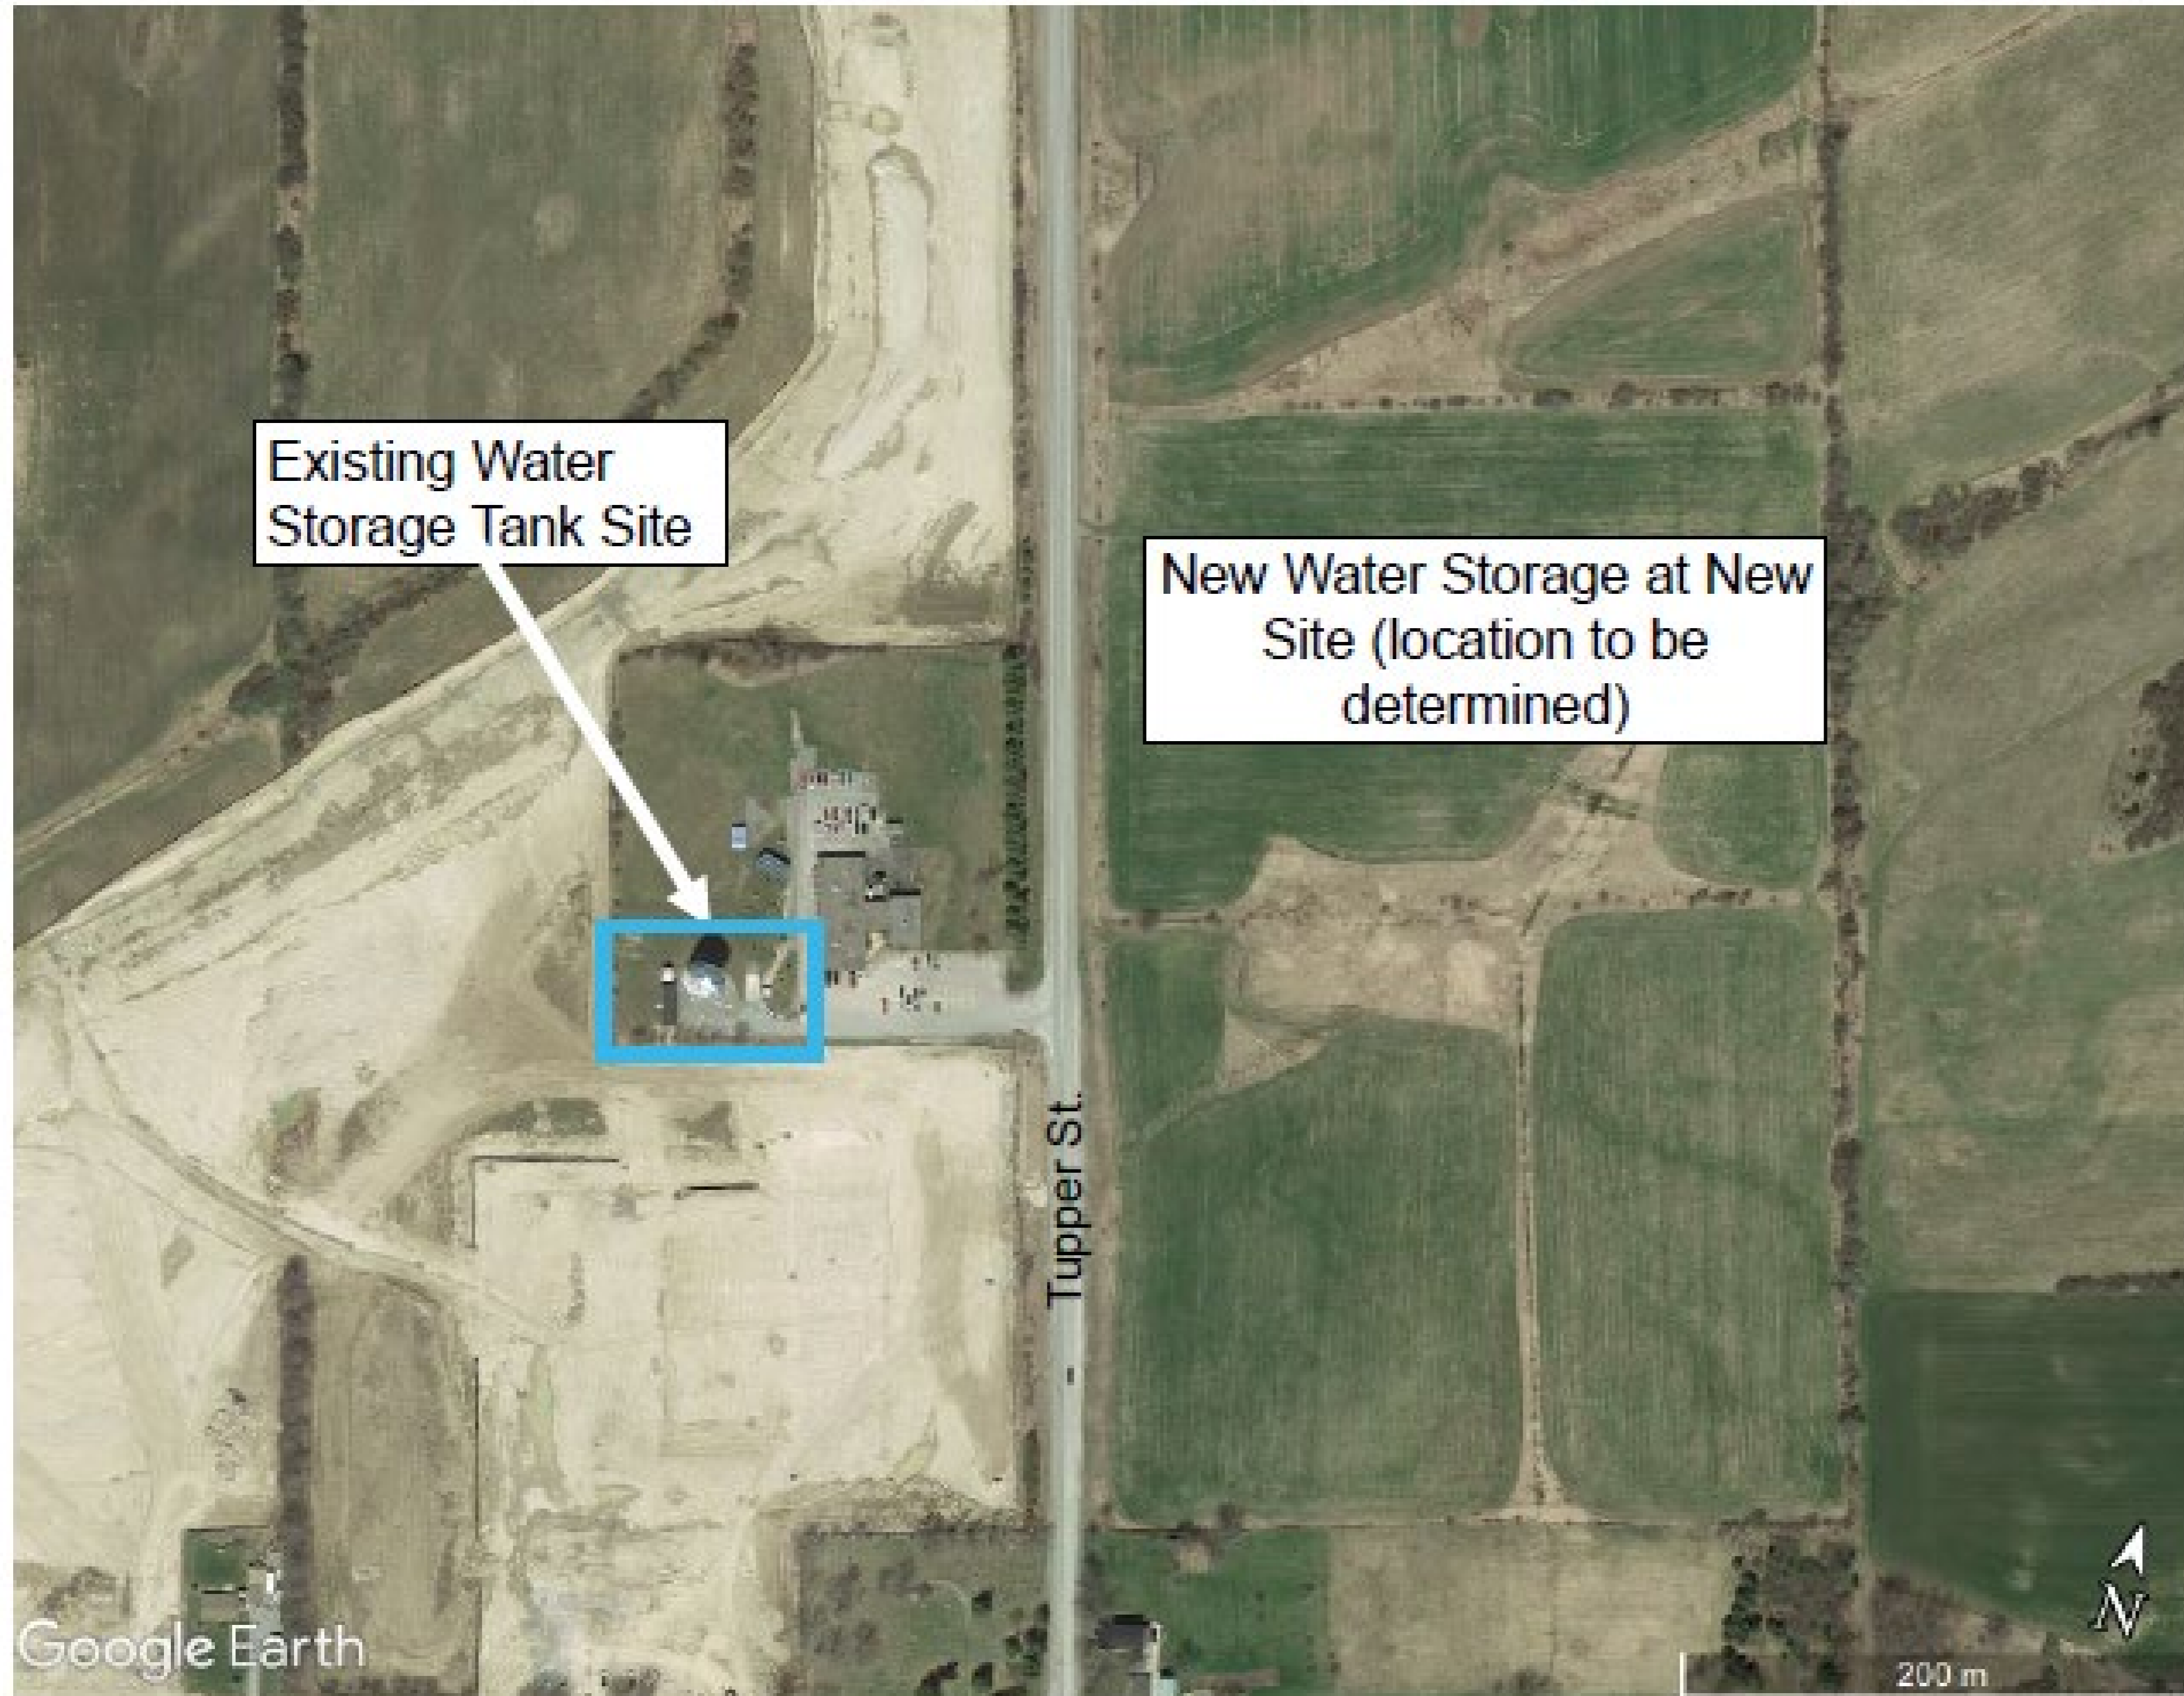 Existing Water
Storage Tank Site
New Water Storage at New
Site (location to be
determined)
Tupper St.
Google Earth
N
200 m